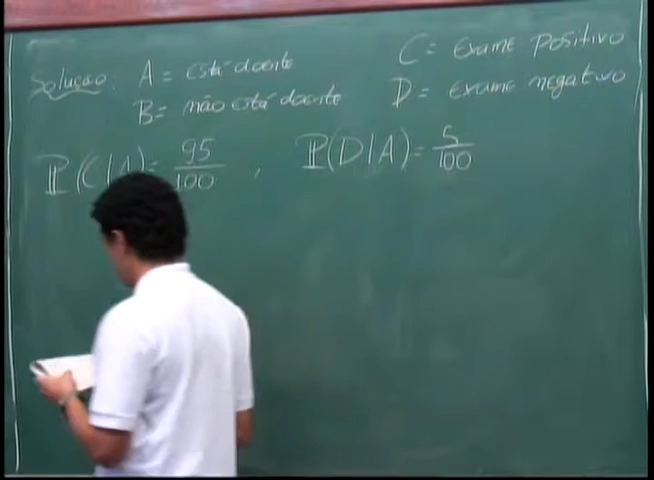 Solução: A = está doente C = exame positivo
B = não está doente D = exame negativo
P(C|A) = 95/100 , P(D|A) = 5/100